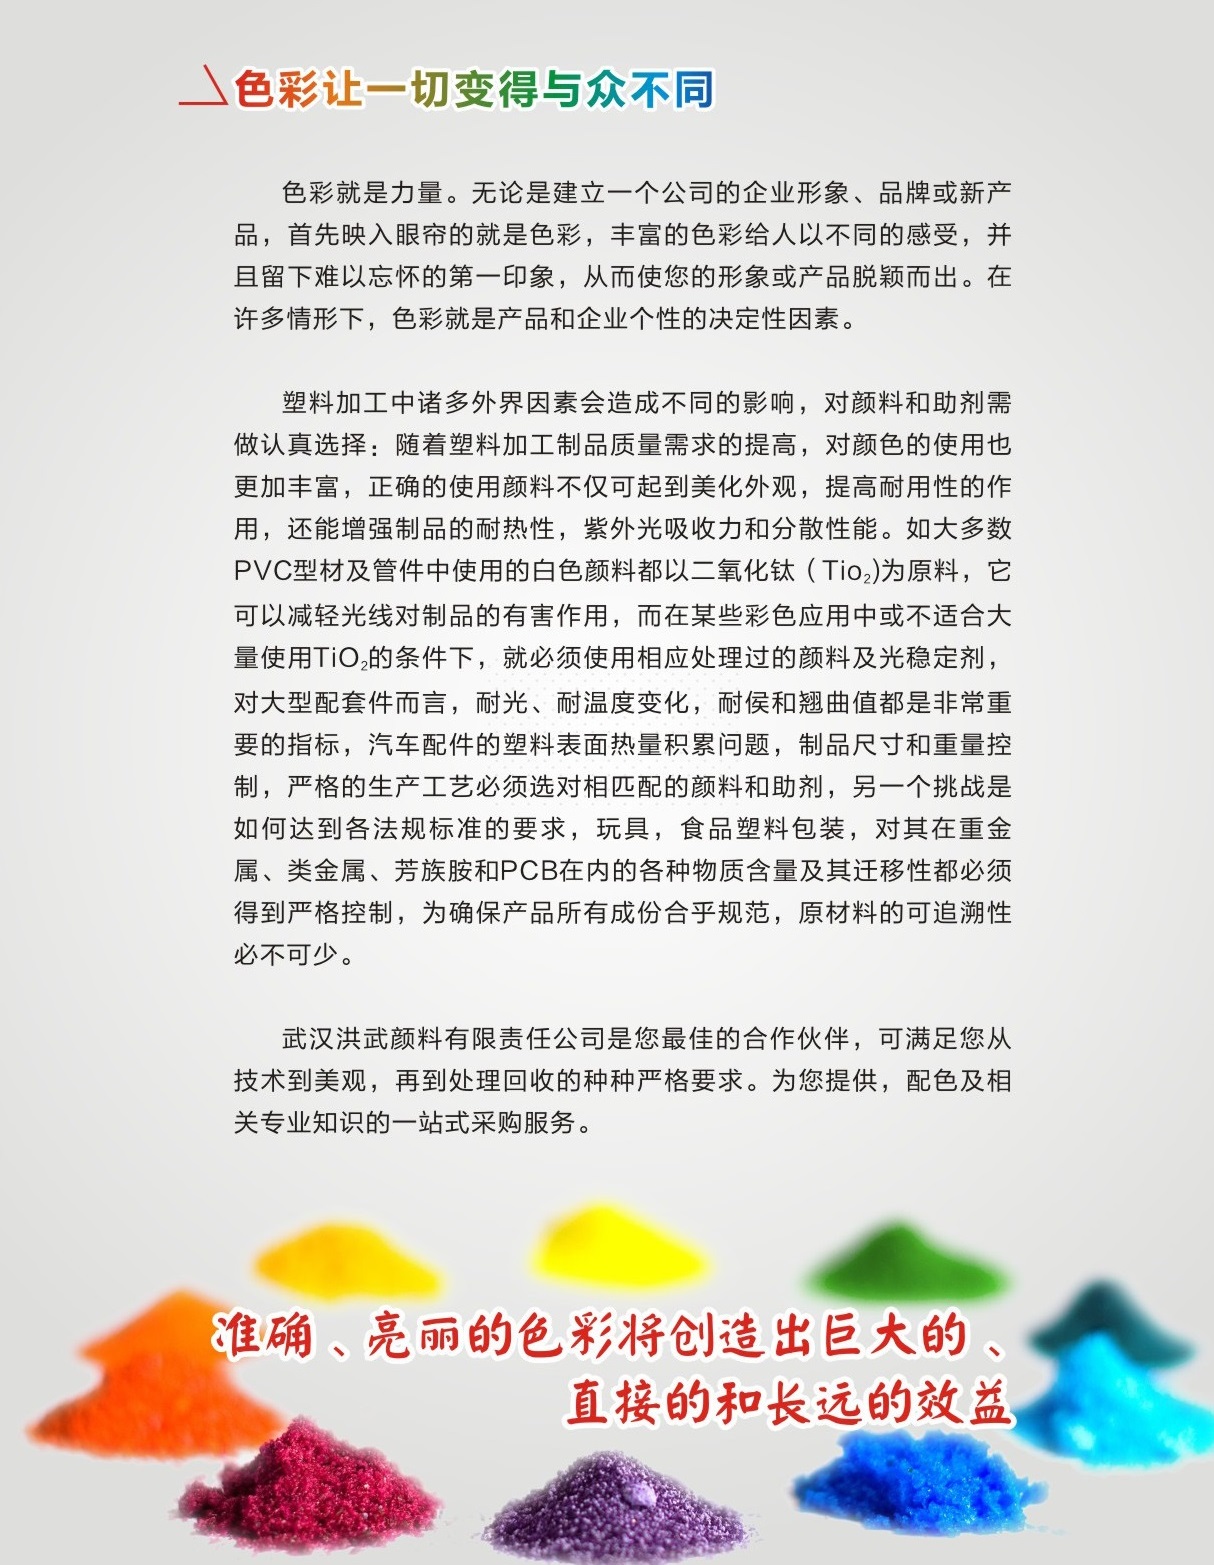 色彩让一切变得与众不同
色彩就是力量。无论是建立一个公司的企业形象、品牌或新产
品，首先映入眼帘的就是色彩，丰富的色彩给人以不同的感受，并
且留下难以忘怀的第一印象，从而使您的形象或产品脱颖而出。在
许多情形下，色彩就是产品和企业个性的决定性因素。
塑料加工中诸多外界因素会造成不同的影响，对颜料和助剂需
做认真选择：随着塑料加工制品质量需求的提高，对颜色的使用也
更加丰富，正确的使用颜料不仅可起到美化外观，提高耐用性的作
用，还能增强制品的耐热性，紫外光吸收力和分散性能。如大多数
PVC型材及管件中使用的白色颜料都以二氧化钛（Tio₂)为原料，它
可以减轻光线对制品的有害作用，而在某些彩色应用中或不适合大
量使用TiO₂的条件下，就必须使用相应处理过的颜料及光稳定剂，
对大型配套件而言，耐光、耐温度变化，耐侯和翘曲值都是非常重
要的指标，汽车配件的塑料表面热量积累问题，制品尺寸和重量控
制，严格的生产工艺必须选对相匹配的颜料和助剂，另一个挑战是
如何达到各法规标准的要求，玩具，食品塑料包装，对其在重金
属、类金属、芳族胺和PCB在内的各种物质含量及其迁移性都必须
得到严格控制，为确保产品所有成份合乎规范，原材料的可追溯性
必不可少。
武汉洪武颜料有限责任公司是您最佳的合作伙伴，可满足您从
技术到美观，再到处理回收的种种严格要求。为您提供，配色及相
关专业知识的一站式采购服务。
准确、亮丽的色彩将创造出巨大的、
直接的和长远的效益